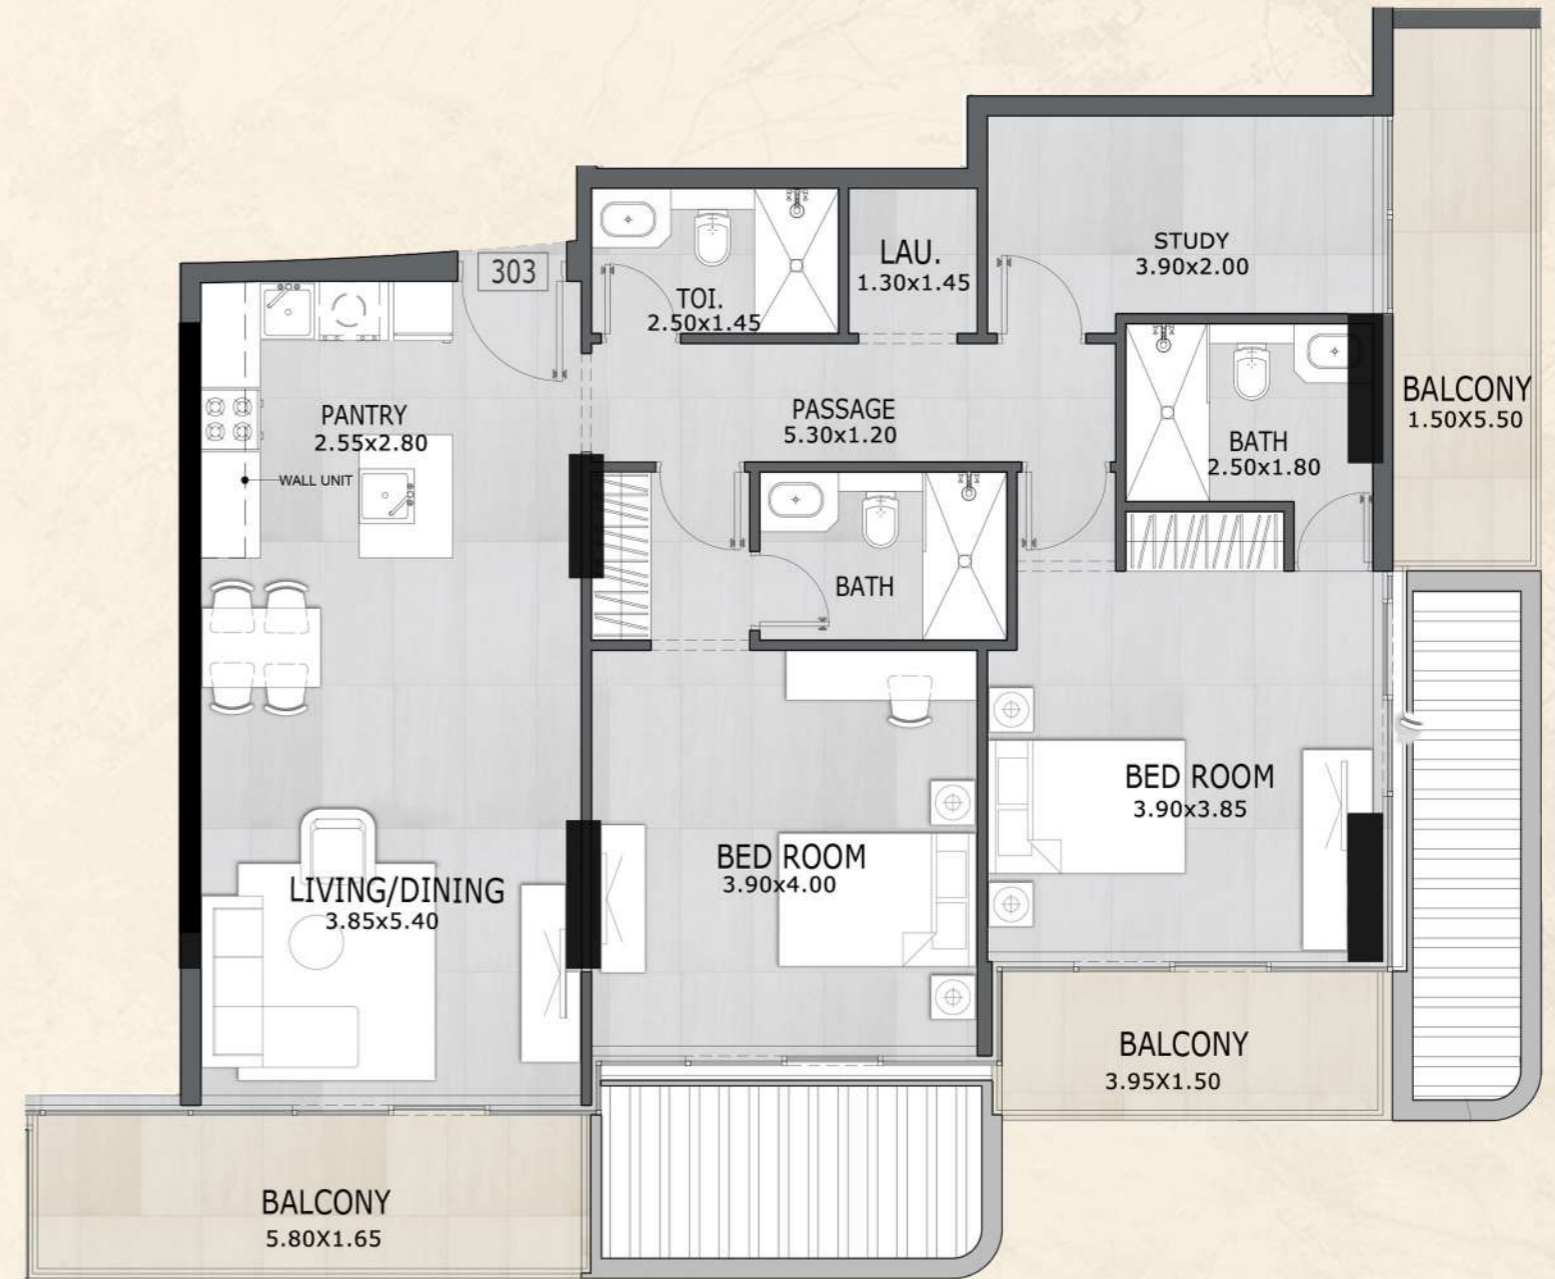 303
TOI.
2.50x1.45
LAU.
1.30x1.45
STUDY
3.90x2.00
PANTRY
2.55x2.80
WALL UNIT
PASSAGE
5.30x1.20
BATH
2.50x1.80
BALCONY
1.50X5.50
BATH
LIVING/DINING
3.85x5.40
BED ROOM
3.90x4.00
BED ROOM
3.90x3.85
BALCONY
3.95X1.50
BALCONY
5.80X1.65